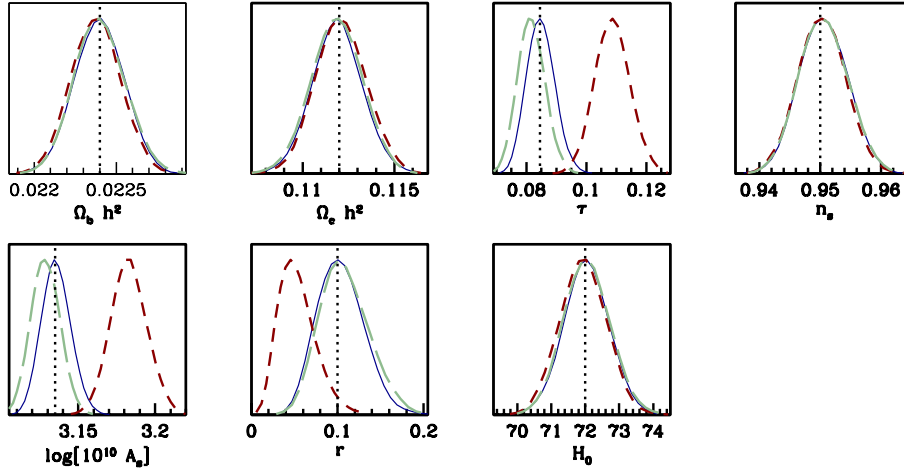 0.022 0.0225
Ω_b h²
0.11 0.115
Ω_c h²
0.08 0.1 0.12
τ
0.94 0.95 0.96
n_s
3.15 3.2
log[10¹⁰ A_s]
0 0.1 0.2
r
70 71 72 73 74
H_0